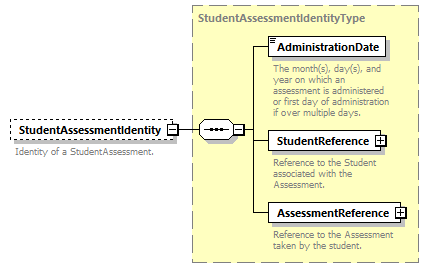 StudentAssessmentIdentityType
AdministrationDate
The month(s), day(s), and
year on which an
assessment is administered
or first day of administration
if over multiple days.
StudentAssessmentIdentity
Identity of a StudentAssessment.
StudentReference
Reference to the Student
associated with the
Assessment.
AssessmentReference
Reference to the Assessment
taken by the student.